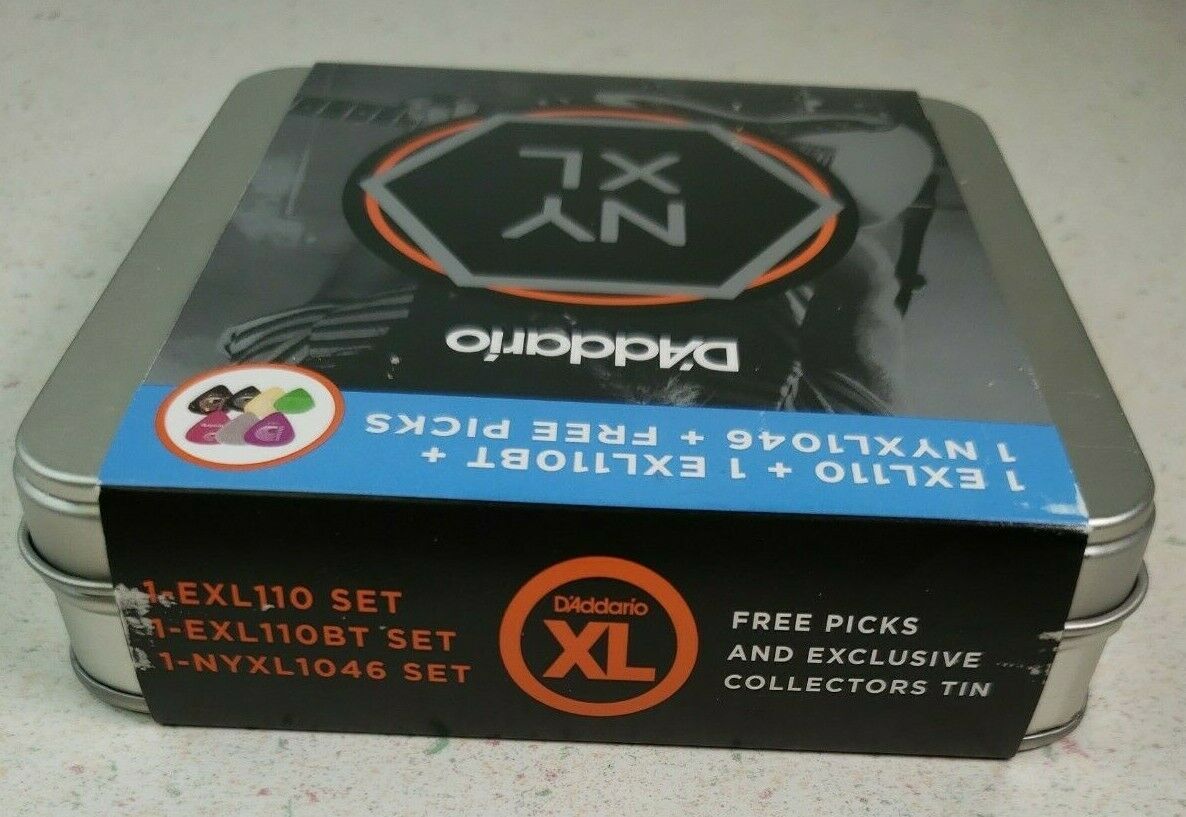 NY
XL
D'Addario
1 EXL110 + 1 EXL110BT +
1 NYXL1046 + FREE PICKS
1-EXL110 SET
1-EXL110BT SET
1-NYXL1046 SET
D'Addario
XL
FREE PICKS
AND EXCLUSIVE
COLLECTORS TIN